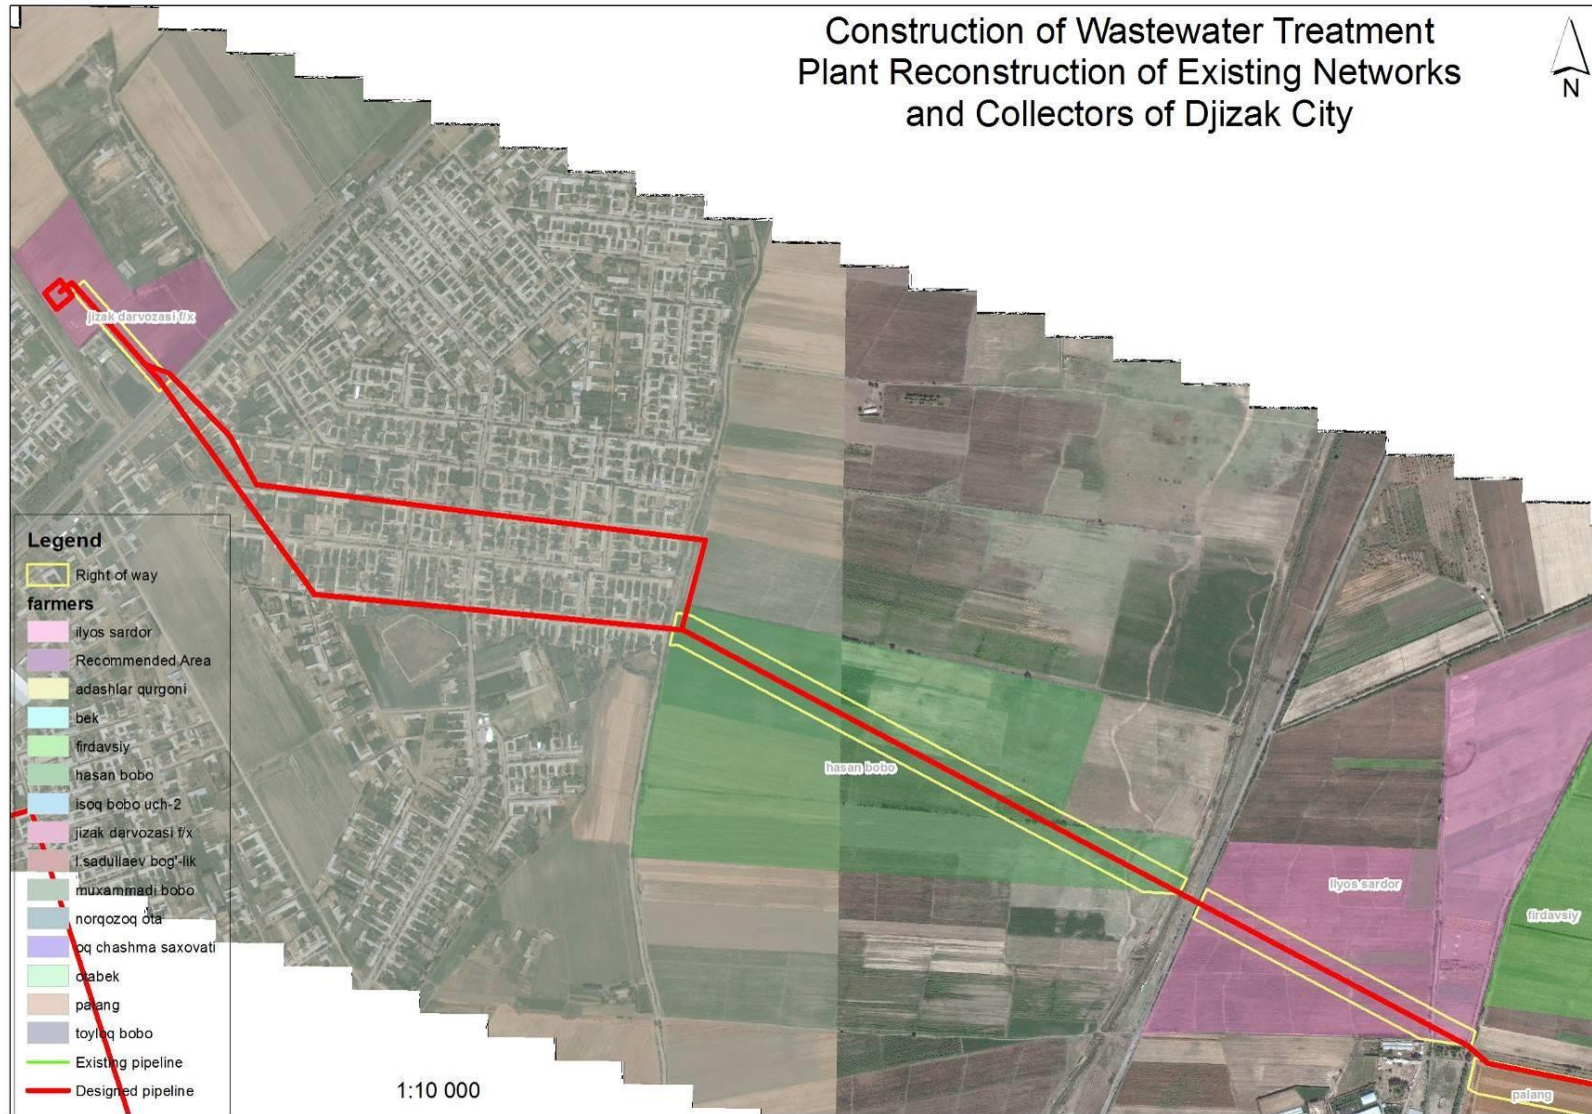 Construction of Wastewater Treatment
Plant Reconstruction of Existing Networks
and Collectors of Djizak City
N
jizak darvozasi f/x
hasan bobo
ilyos sardor
firdavsiy
palang
Legend
Right of way
farmers
ilyos sardor
Recommended Area
adashlar qurgoni
bek
firdavsiy
hasan bobo
isoq bobo uch-2
jizak darvozasi f/x
l.sadullaev bog'-lik
muxammadi bobo
norqozoq ota
oq chashma saxovati
otabek
palang
toyloq bobo
Existing pipeline
Designed pipeline
1:10 000